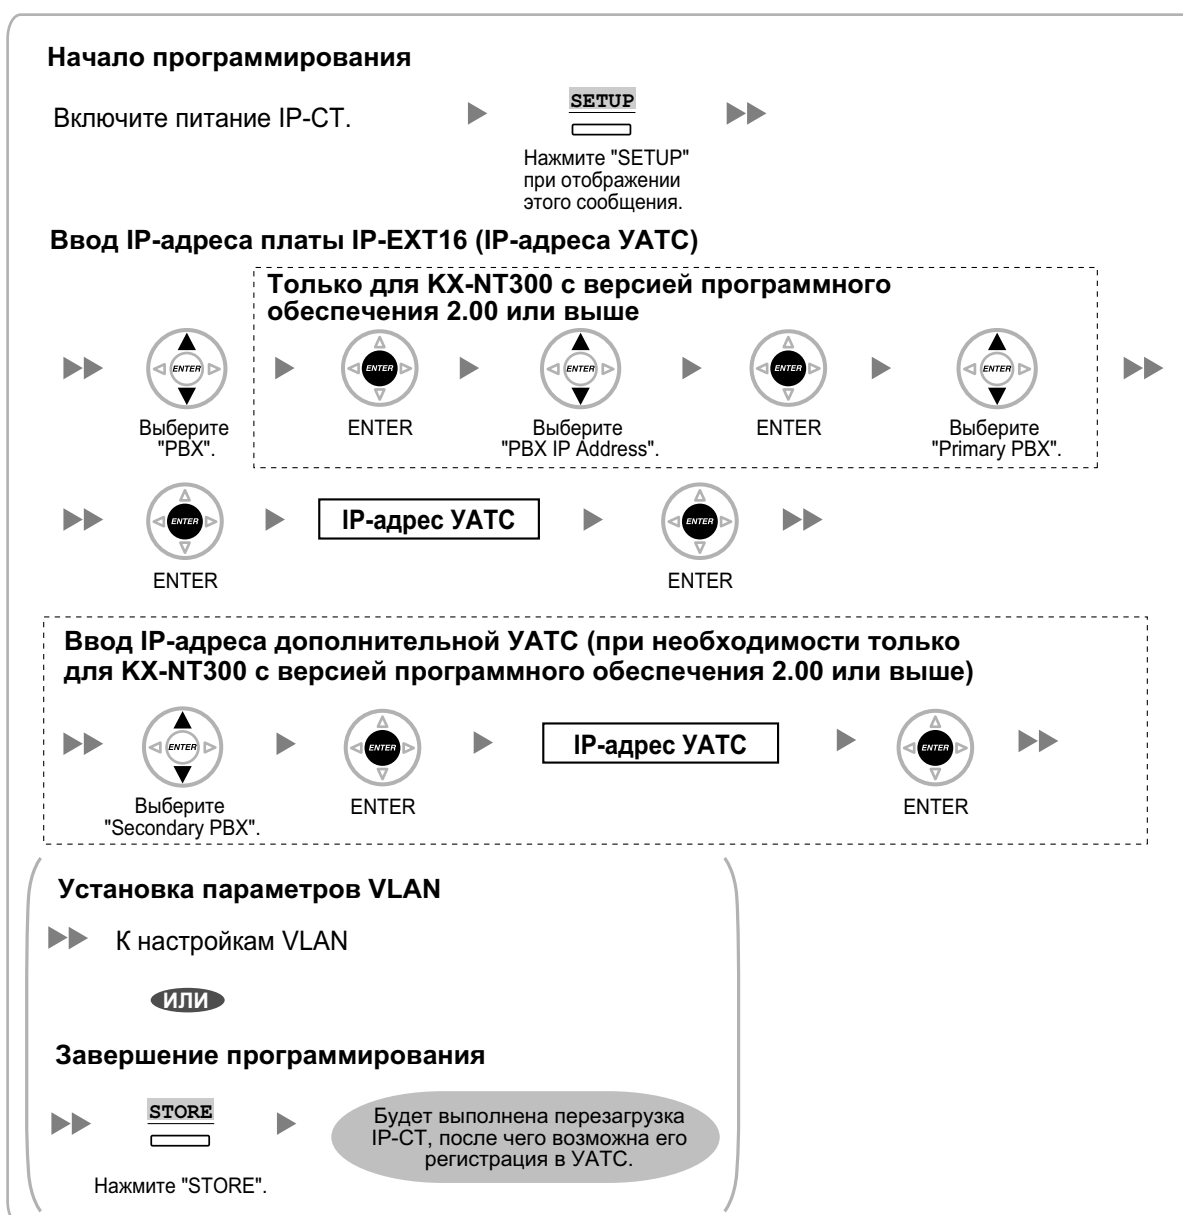 Начало программирования
Включите питание IP-СТ.
SETUP
Нажмите "SETUP"
при отображении
этого сообщения.
Ввод IP-адреса платы IP-EXT16 (IP-адреса УАТС)
Только для KX-NT300 с версией программного
обеспечения 2.00 или выше
ENTER
ENTER
ENTER
ENTER
ENTER
Выберите
"PBX".
ENTER
Выберите
"PBX IP Address".
ENTER
Выберите
"Primary PBX".
ENTER
IP-адрес УАТС
ENTER
ENTER
ENTER
Ввод IP-адреса дополнительной УАТС (при необходимости только
для KX-NT300 с версией программного обеспечения 2.00 или выше)
ENTER
ENTER
IP-адрес УАТС
ENTER
Выберите
"Secondary PBX".
ENTER
ENTER
Установка параметров VLAN
К настройкам VLAN
ИЛИ
Завершение программирования
STORE
Нажмите "STORE".
Будет выполнена перезагрузка
IP-СТ, после чего возможна его
регистрация в УАТС.